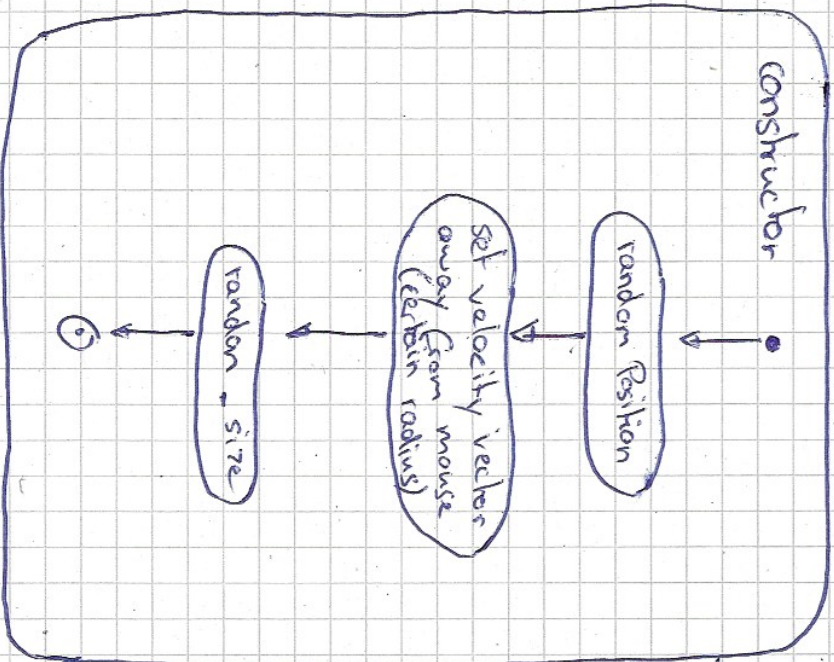 constructor
random Position
set velocity vector
away from mouse
(certain radius)
random - size